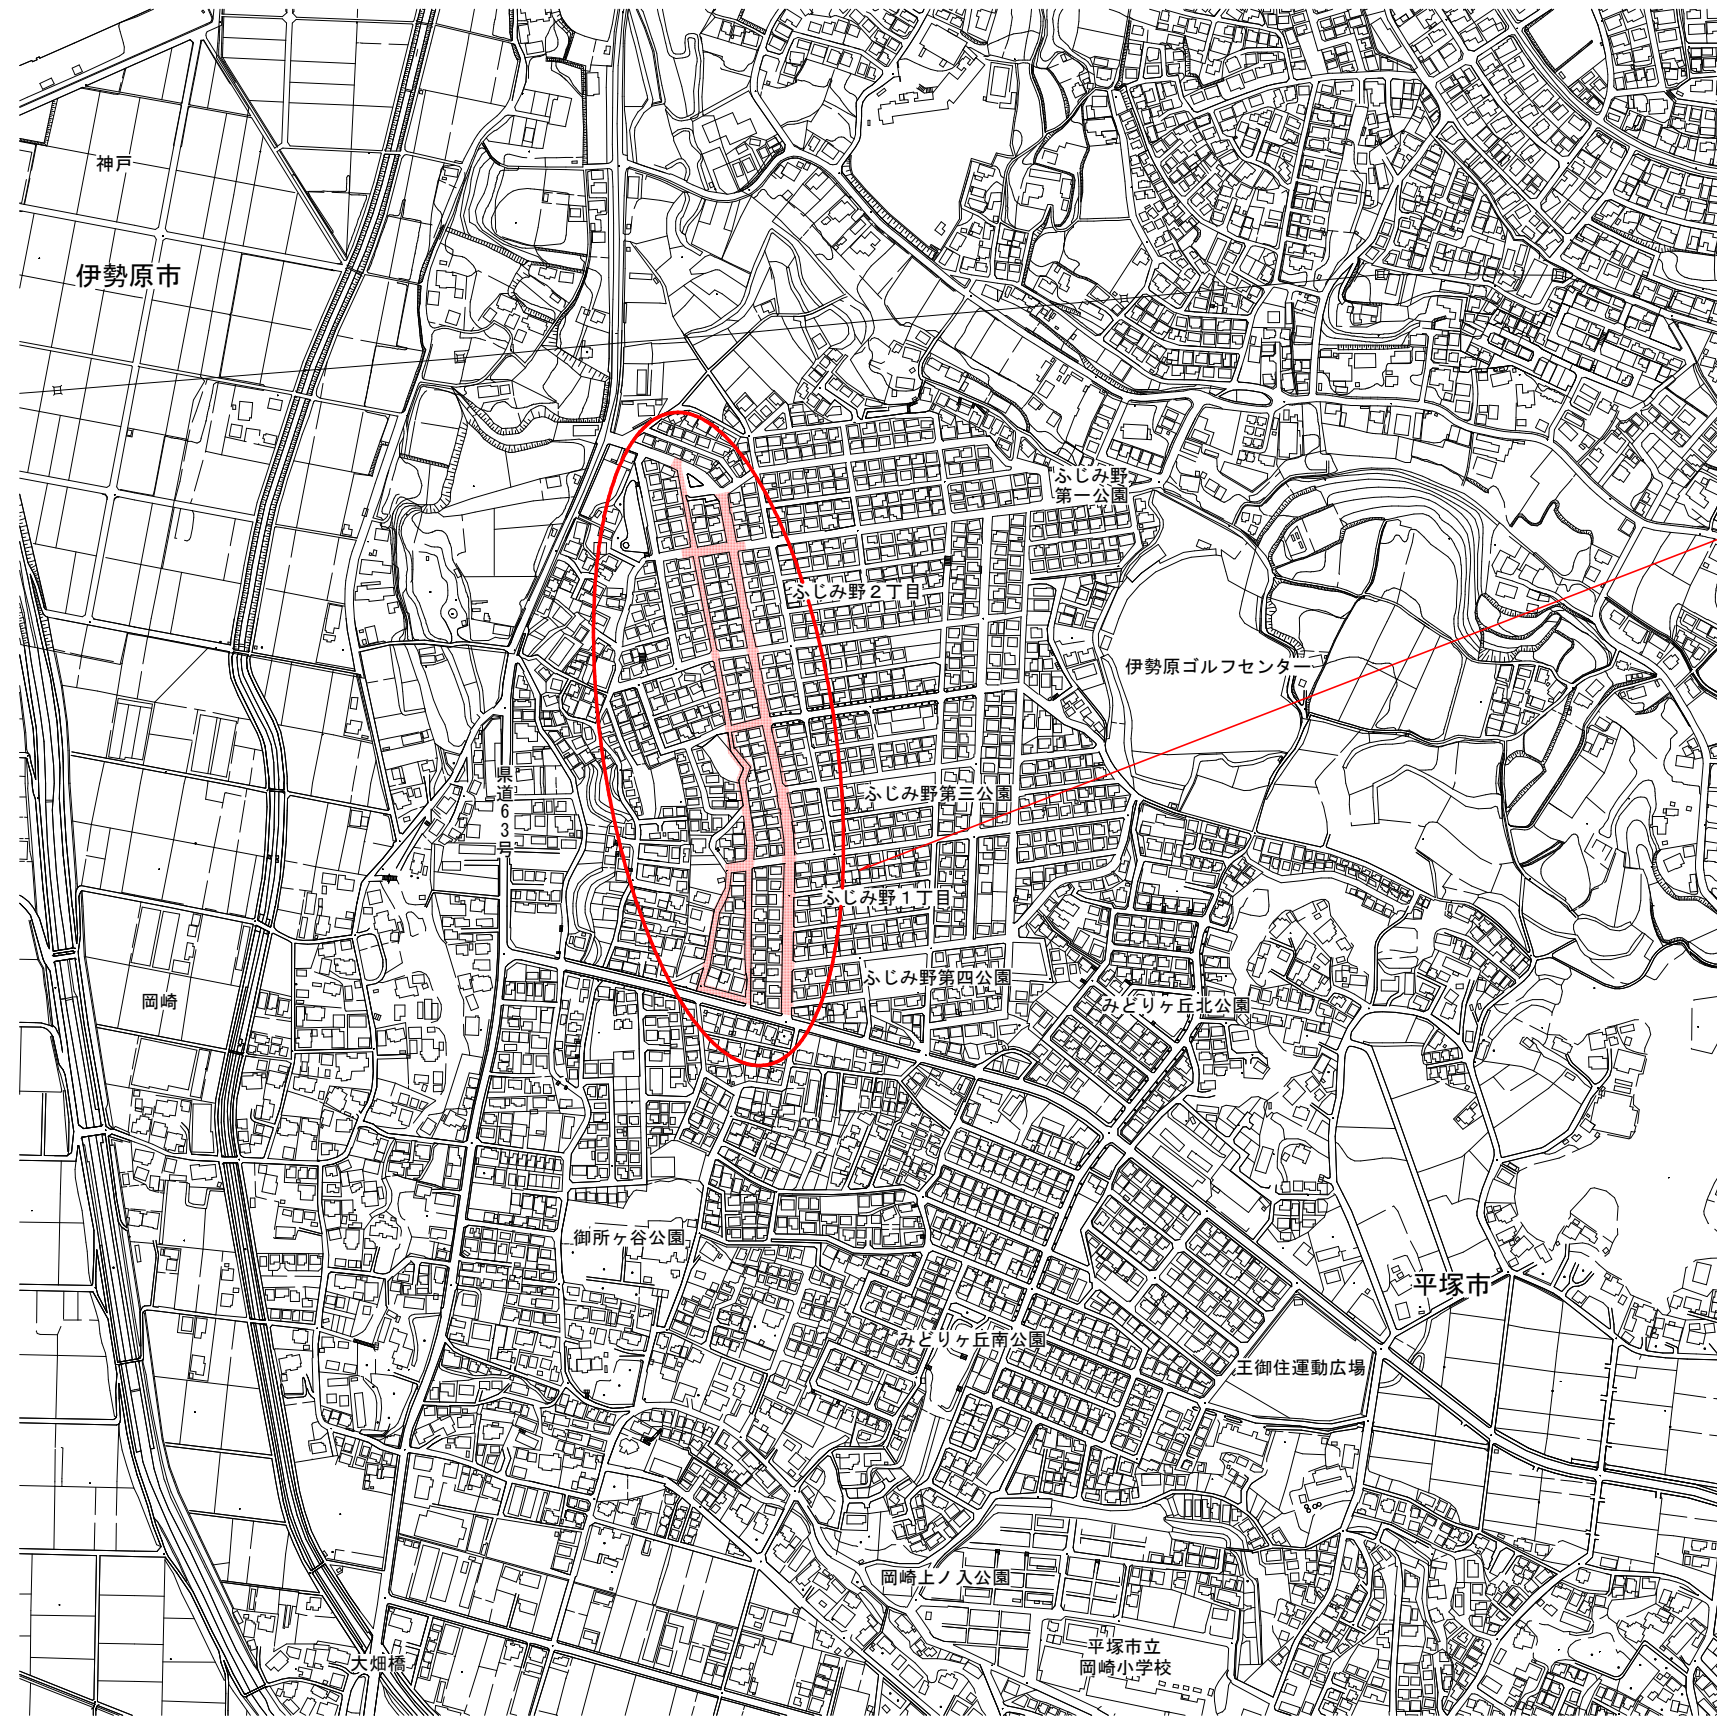 神戸
伊勢原市
ふじみ野
第一公園
ふじみ野２丁目
伊勢原ゴルフセンター
県道６３号
ふじみ野第三公園
ふじみ野１丁目
ふじみ野第四公園
岡崎
みどりヶ丘北公園
御所ヶ谷公園
平塚市
みどりヶ丘南公園
王御住運動広場
岡崎上ノ入公園
平塚市立
岡崎小学校
大畑橋